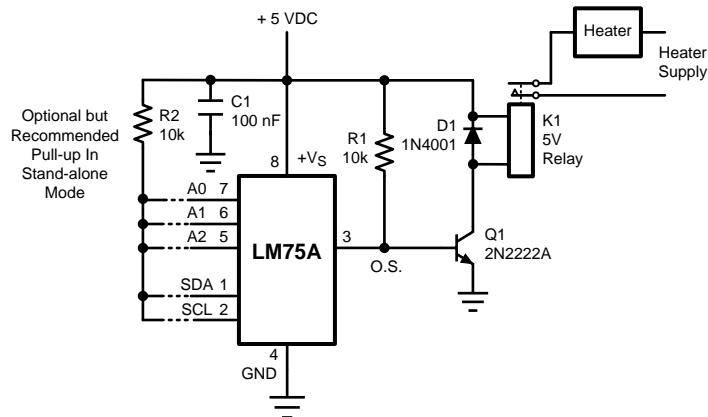 + 5 VDC
Heater
Heater
Supply
Optional but
Recommended
Pull-up In
Stand-alone
Mode
R2
10k
C1
100 nF
R1
10k
D1
1N4001
K1
5V
Relay
8
+VS
A0 7
A1 6
A2 5
SDA 1
SCL 2
LM75A
3
O.S.
Q1
2N2222A
4
GND